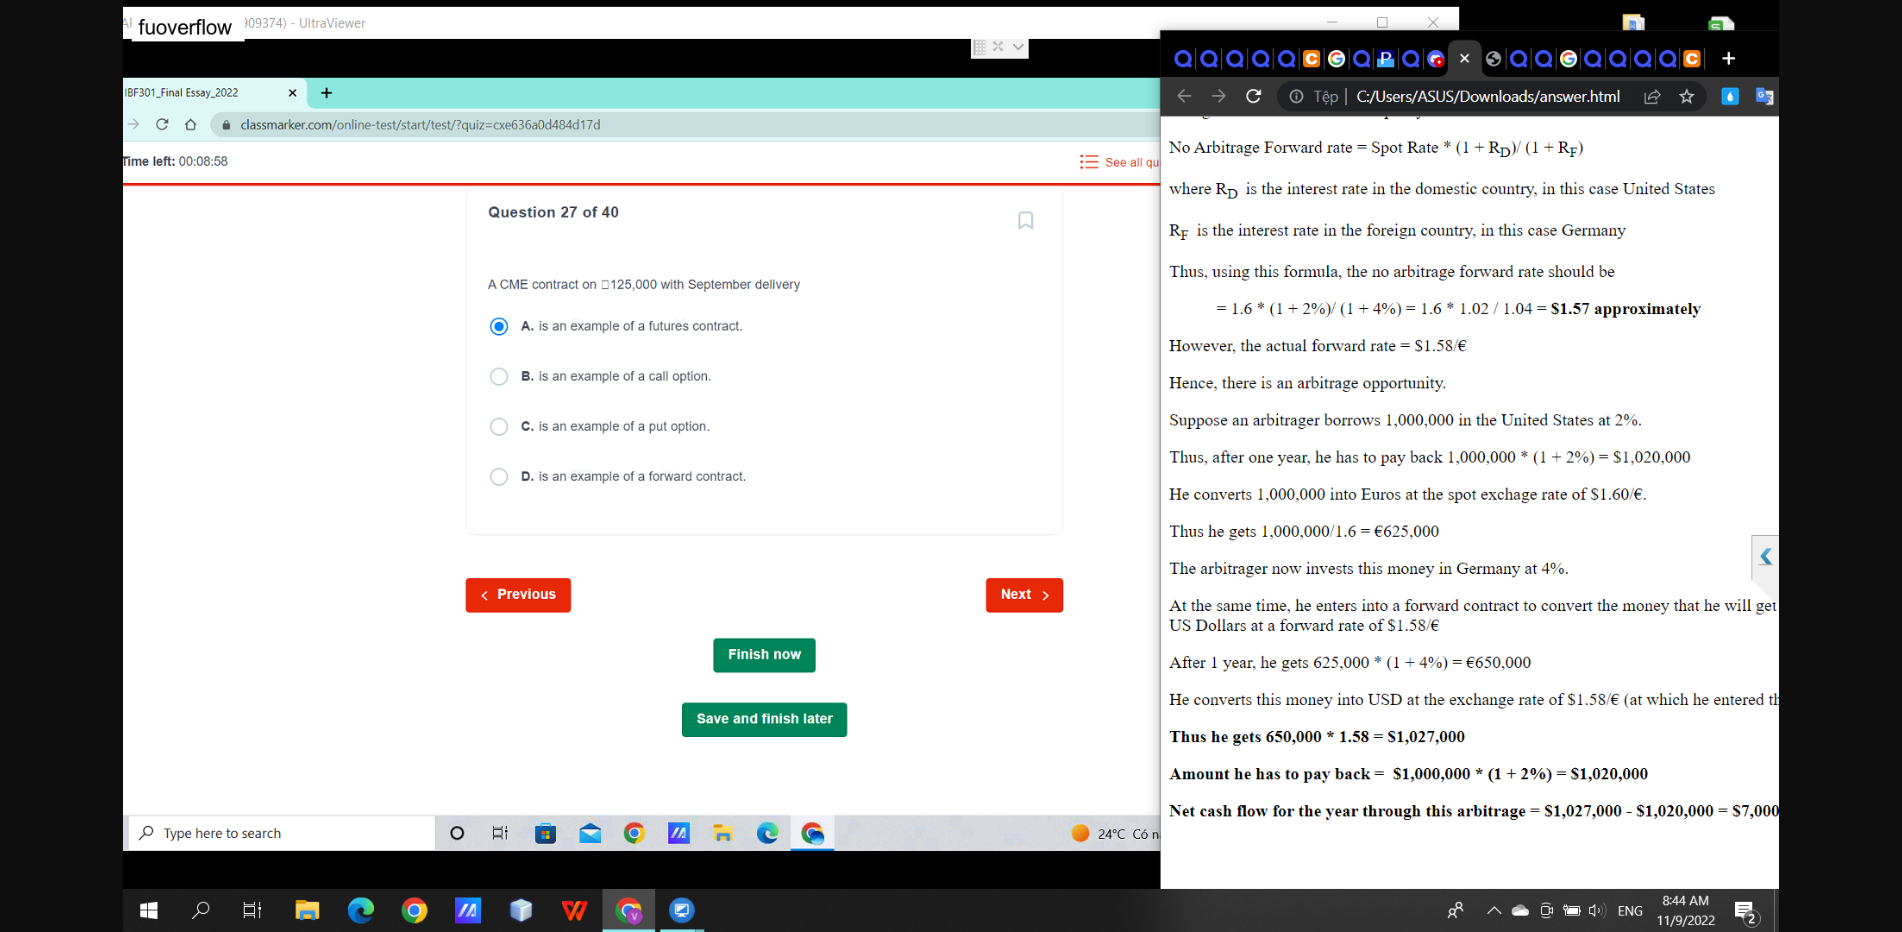 fuoverflow
909374) - UltraViewer
IBF301_Final Essay_2022
classmarker.com/online-test/start/test/?quiz=cxe636a0d484d17d
Time left: 00:08:58
See all qu
Question 27 of 40
A CME contract on □125,000 with September delivery
A. is an example of a futures contract.
B. is an example of a call option.
C. is an example of a put option.
D. is an example of a forward contract.
Previous
Next
Finish now
Save and finish later
Type here to search
24°C Có n
Tệp
C:/Users/ASUS/Downloads/answer.html
No Arbitrage Forward rate = Spot Rate * (1 + RD)/ (1 + RF)
where RD is the interest rate in the domestic country, in this case United States
RF is the interest rate in the foreign country, in this case Germany
Thus, using this formula, the no arbitrage forward rate should be
= 1.6 * (1 + 2%)/ (1 + 4%) = 1.6 * 1.02 / 1.04 = $1.57 approximately
However, the actual forward rate = $1.58/€
Hence, there is an arbitrage opportunity.
Suppose an arbitrager borrows 1,000,000 in the United States at 2%.
Thus, after one year, he has to pay back 1,000,000 * (1 + 2%) = $1,020,000
He converts 1,000,000 into Euros at the spot exchage rate of $1.60/€.
Thus he gets 1,000,000/1.6 = €625,000
The arbitrager now invests this money in Germany at 4%.
At the same time, he enters into a forward contract to convert the money that he will get
US Dollars at a forward rate of $1.58/€
After 1 year, he gets 625,000 * (1 + 4%) = €650,000
He converts this money into USD at the exchange rate of $1.58/€ (at which he entered th
Thus he gets 650,000 * 1.58 = $1,027,000
Amount he has to pay back = $1,000,000 * (1 + 2%) = $1,020,000
Net cash flow for the year through this arbitrage = $1,027,000 - $1,020,000 = $7,000
ENG
8:44 AM
11/9/2022
2